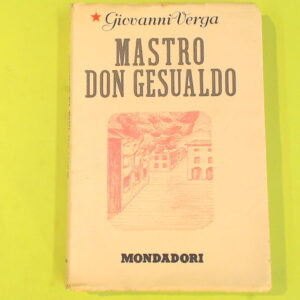 Giovanni Verga
MASTRO
DON GESUALDO
MONDADORI